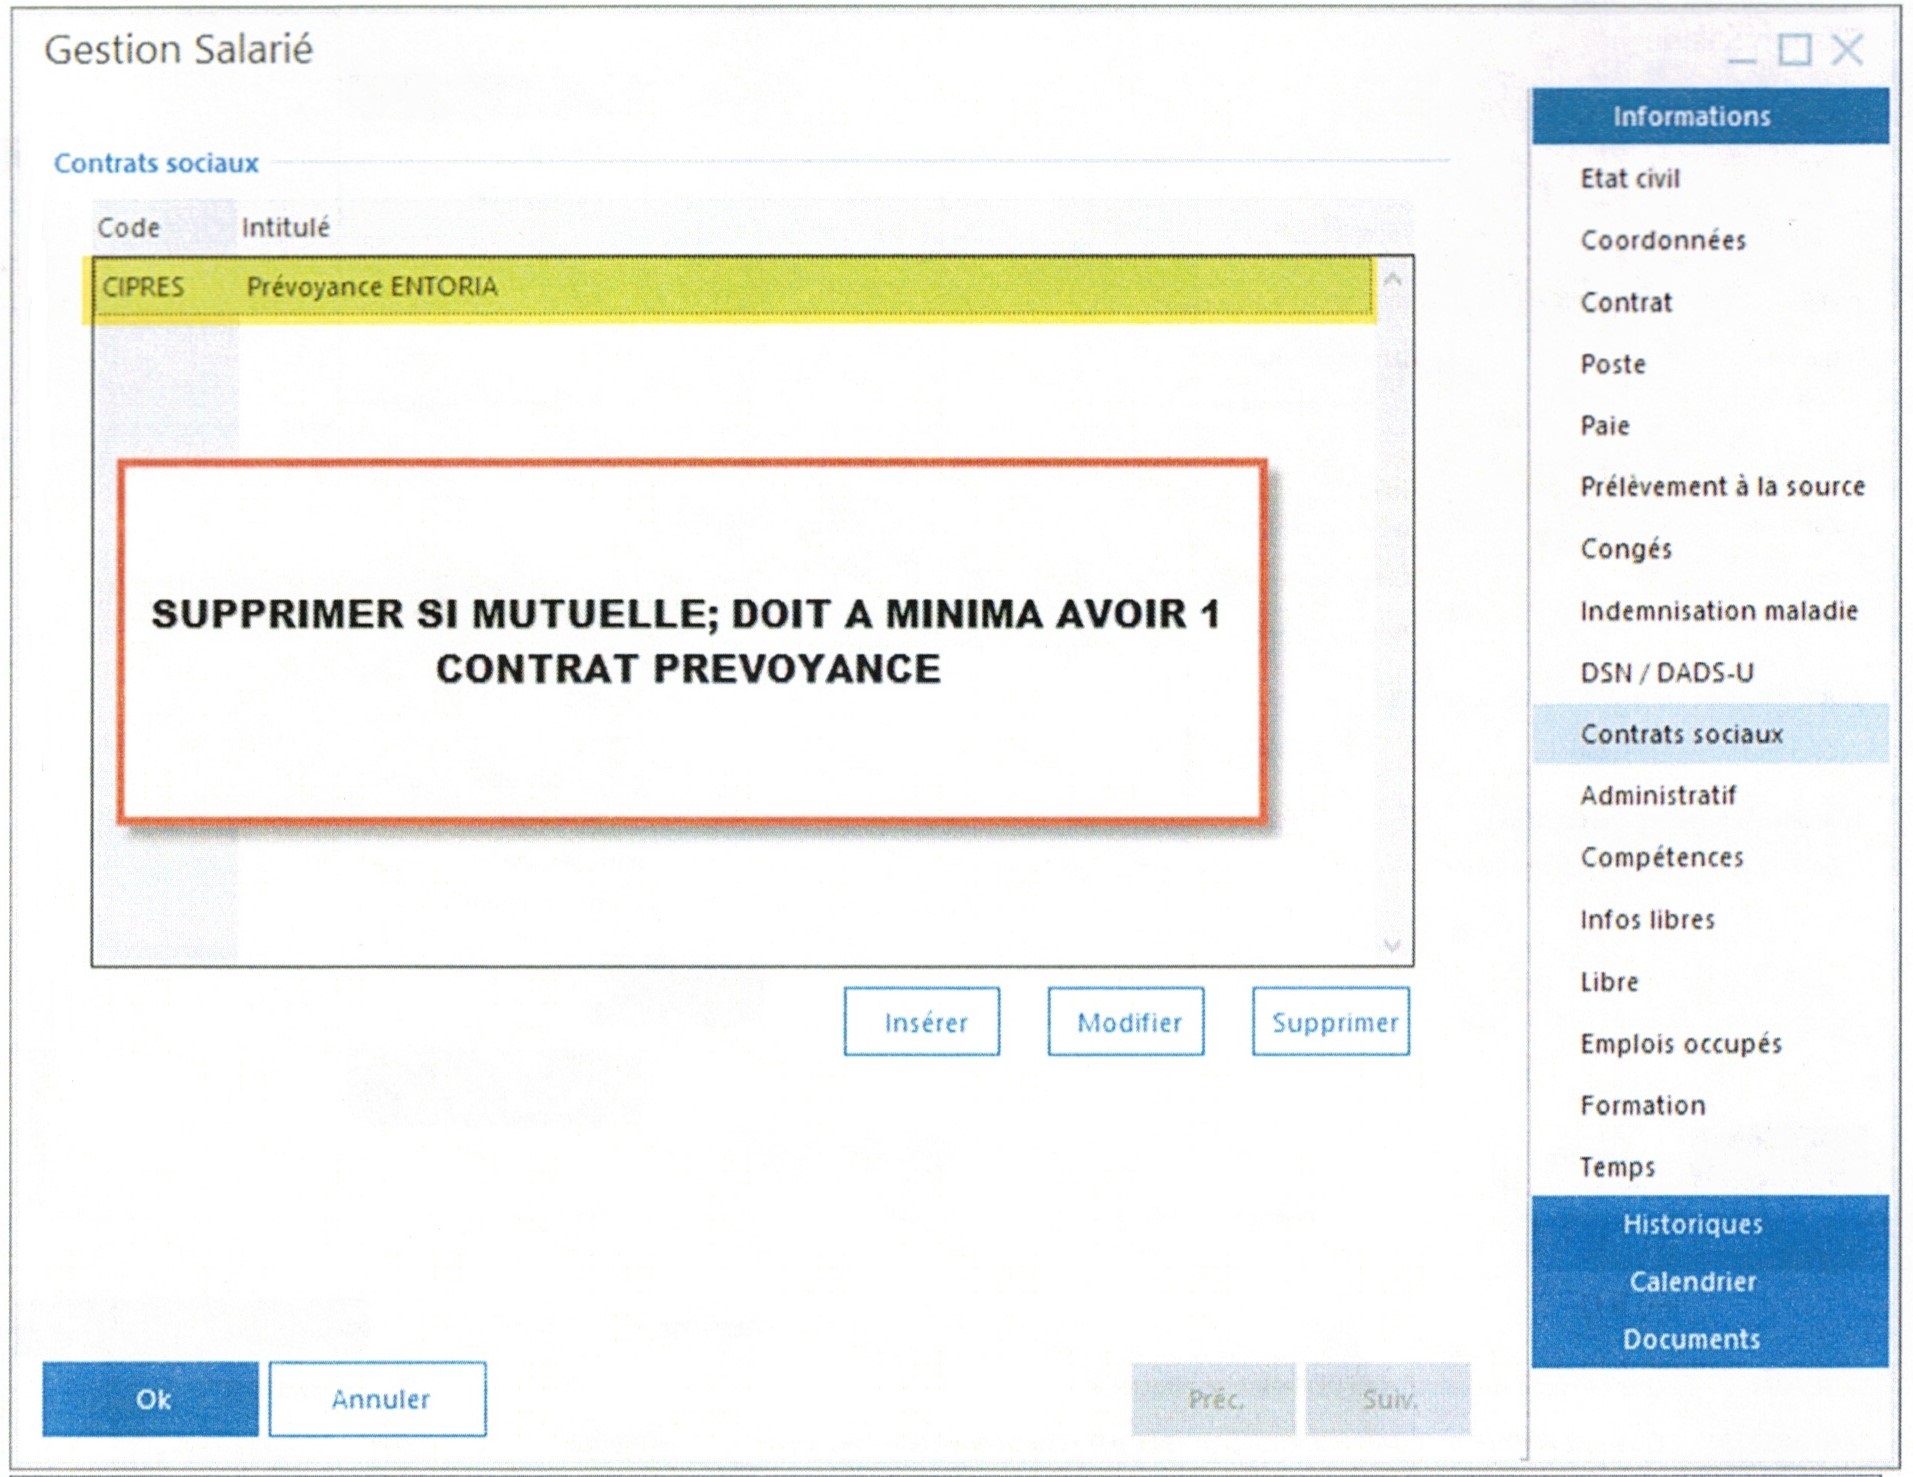 Gestion Salarié
Contrats sociaux
Code Intitulé
CIPRES Prévoyance ENTORIA
SUPPRIMER SI MUTUELLE; DOIT A MINIMA AVOIR 1
CONTRAT PREVOYANCE
Insérer Modifier Supprimer
Ok Annuler Préc. Suiv.
Informations
Etat civil
Coordonnées
Contrat
Poste
Paie
Prélèvement à la source
Congés
Indemnisation maladie
DSN / DADS-U
Contrats sociaux
Administratif
Compétences
Infos libres
Libre
Emplois occupés
Formation
Temps
Historiques
Calendrier
Documents